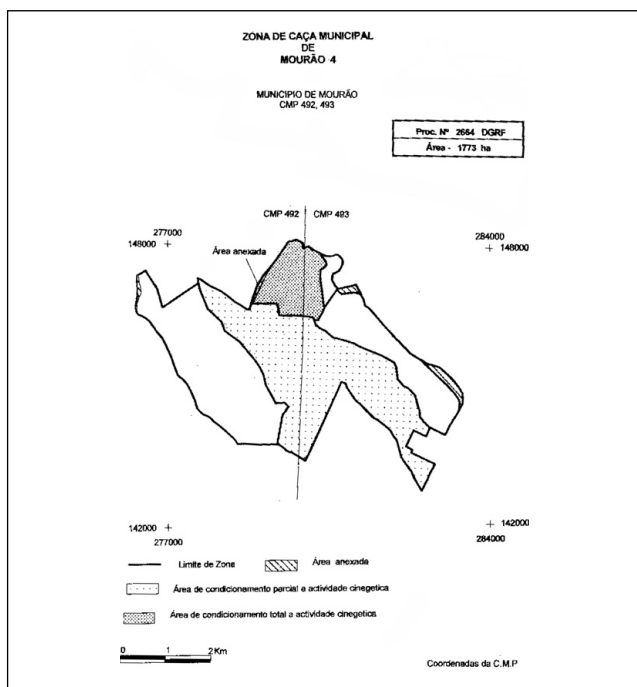 ZONA DE CAÇA MUNICIPAL
DE
MOURÃO 4
MUNICIPIO DE MOURÃO
CMP 492, 493
Proc. Nº 2664 DGRF
Área - 1773 ha
CMP 492 CMP 493
277000
148000
284000
148000
Área anexada
142000
277000
142000
284000
Limite de Zona
Área anexada
Área de condicionamento parcial a actividade cinegetica
Área de condicionamento total a actividade cinegetica
0 1 2 Km
Coordenadas da C.M.P